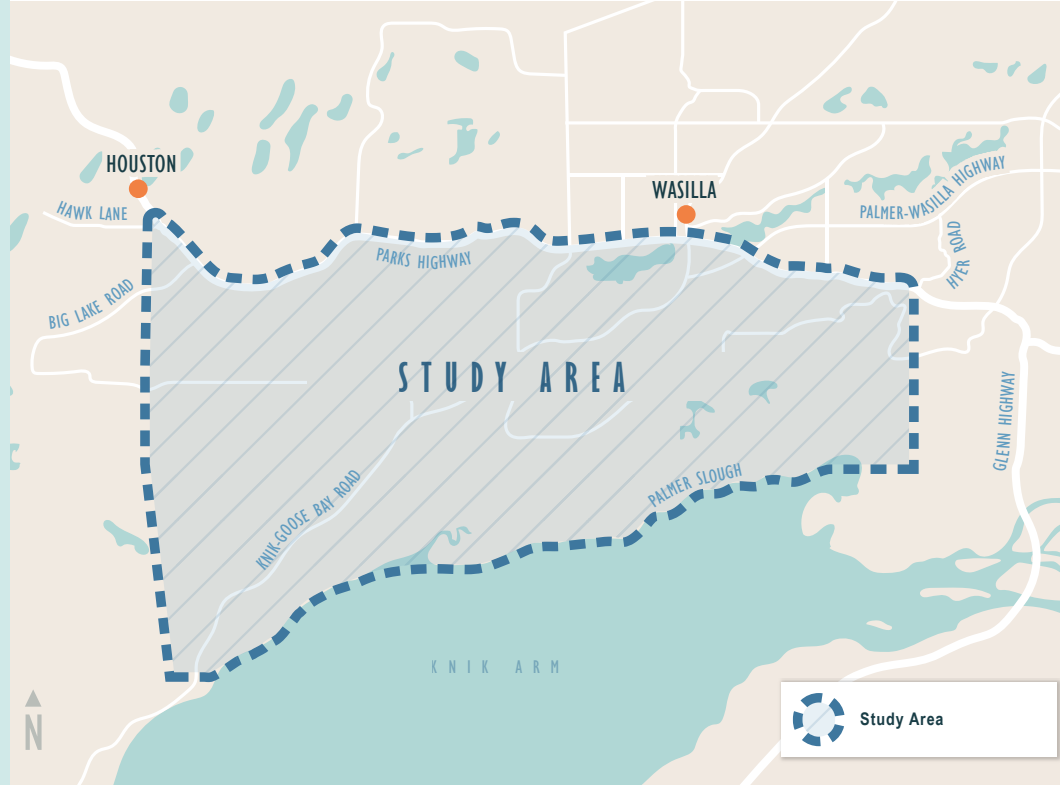 HOUSTON
HAWK LANE
WASILLA
PALMER-WASILLA HIGHWAY
HYER ROAD
PARKS HIGHWAY
BIG LAKE ROAD
STUDY AREA
GLENN HIGHWAY
KNIK-GOOSE BAY ROAD
PALMER SLOUGH
KNIK ARM
N
Study Area